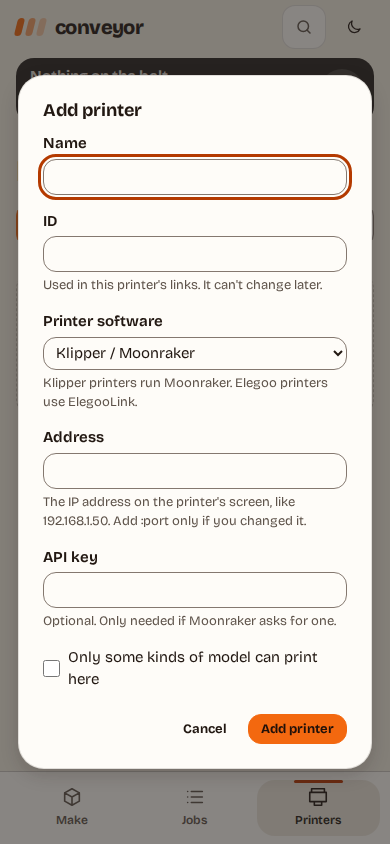 conveyor
Nothing on the belt
Add printer
Name
ID
Used in this printer's links. It can't change later.
Printer software
Klipper / Moonraker
Klipper printers run Moonraker. Elegoo printers
use ElegooLink.
Address
The IP address on the printer's screen, like
192.168.1.50. Add :port only if you changed it.
API key
Optional. Only needed if Moonraker asks for one.
Only some kinds of model can print
here
Cancel
Add printer
Make
Jobs
Printers